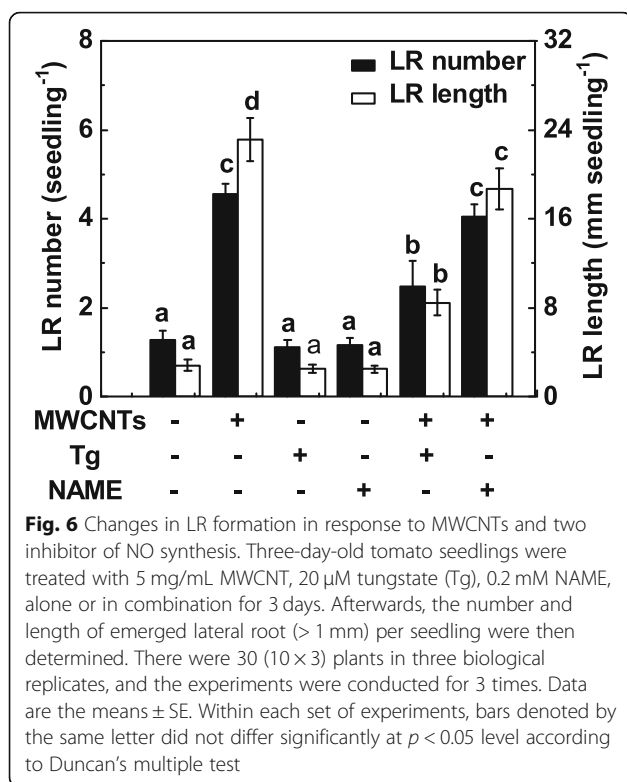 8
32
LR number
LR length
d
6
24
c
c
c
4
16
b
b
2
8
a
a
a
a
a
a
0
0
LR number (seedling-1)
LR length (mm seedling-1)
MWCNTs - + - - + +
Tg - - + - + -
NAME - - - + - +
Fig. 6 Changes in LR formation in response to MWCNTs and two
inhibitor of NO synthesis. Three-day-old tomato seedlings were
treated with 5 mg/mL MWCNT, 20 μM tungstate (Tg), 0.2 mM NAME,
alone or in combination for 3 days. Afterwards, the number and
length of emerged lateral root (> 1 mm) per seedling were then
determined. There were 30 (10 × 3) plants in three biological
replicates, and the experiments were conducted for 3 times. Data
are the means ± SE. Within each set of experiments, bars denoted by
the same letter did not differ significantly at p < 0.05 level according
to Duncan's multiple test